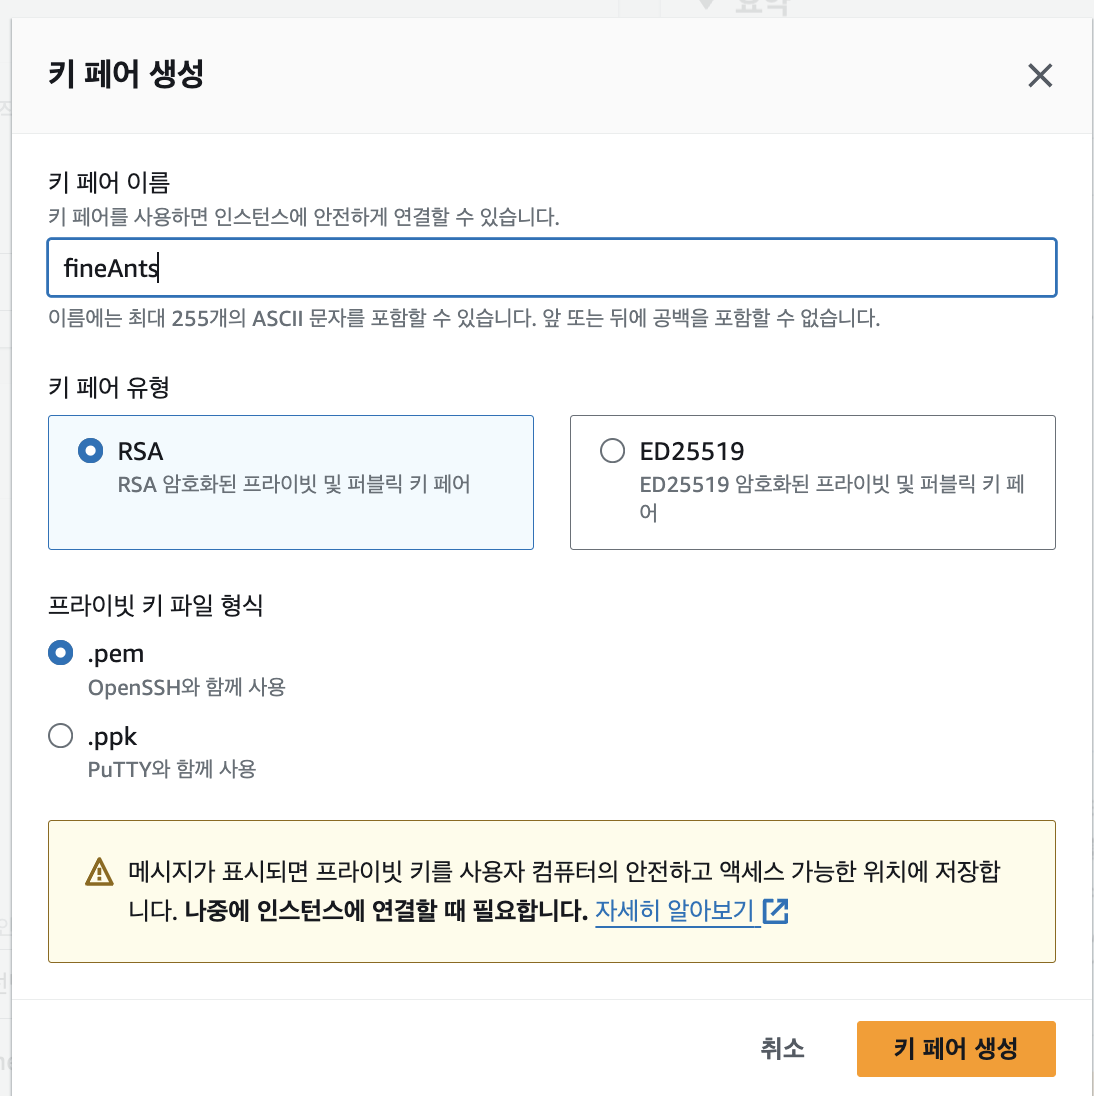 요약
키 페어 생성
키 페어 이름
키 페어를 사용하면 인스턴스에 안전하게 연결할 수 있습니다.
fineAnts
이름에는 최대 255개의 ASCII 문자를 포함할 수 있습니다. 앞 또는 뒤에 공백을 포함할 수 없습니다.
키 페어 유형
RSA
RSA 암호화된 프라이빗 및 퍼블릭 키 페어
ED25519
ED25519 암호화된 프라이빗 및 퍼블릭 키 페
어
프라이빗 키 파일 형식
.pem
OpenSSH와 함께 사용
.ppk
PuTTY와 함께 사용
메시지가 표시되면 프라이빗 키를 사용자 컴퓨터의 안전하고 액세스 가능한 위치에 저장합
니다. 나중에 인스턴스에 연결할 때 필요합니다. 자세히 알아보기
취소
키 페어 생성